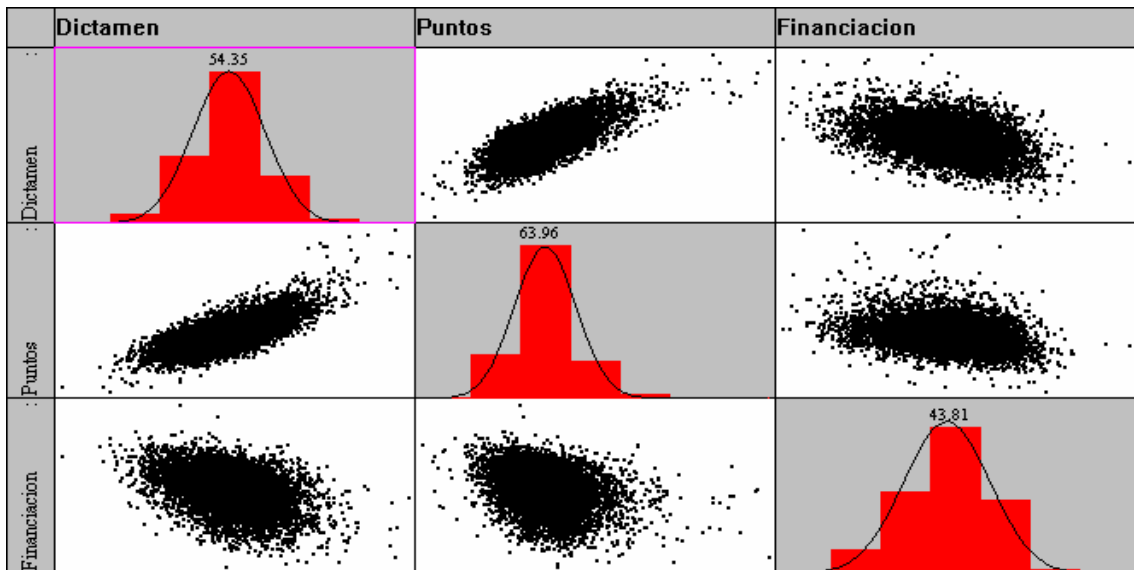 Dictamen Puntos Financiacion
: Dictamen
54.35
: Puntos
63.96
: Financiacion
43.81